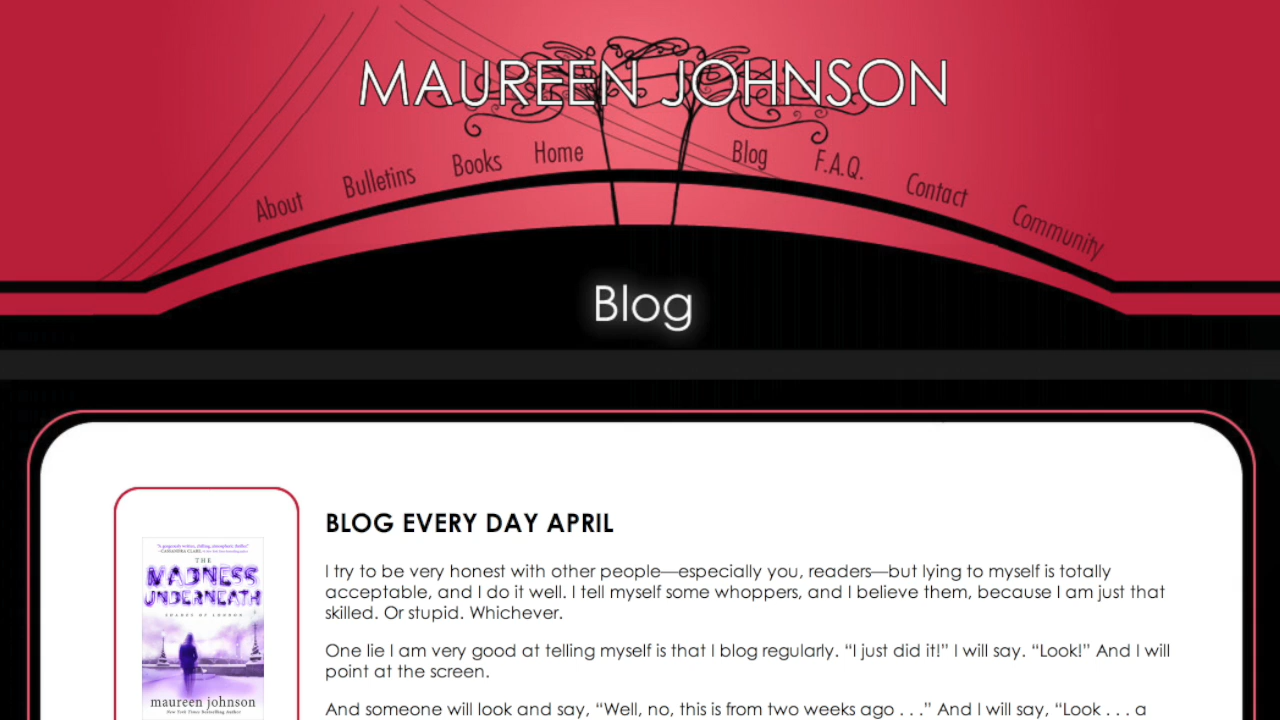 MAUREEN JOHNSON
About Bulletins Books Home Blog F.A.Q. Contact Community
Blog
BLOG EVERY DAY APRIL
I try to be very honest with other people—especially you, readers—but lying to myself is totally
acceptable, and I do it well. I tell myself some whoppers, and I believe them, because I am just that
skilled. Or stupid. Whichever.
One lie I am very good at telling myself is that I blog regularly. “I just did it!” I will say. “Look!” And I will
point at the screen.
And someone will look and say, “Well, no, this is from two weeks ago . . .” And I will say, “Look . . . a
THE
MADNESS
UNDERNEATH
SHADES OF LONDON
maureen johnson
New York Times Bestselling Author